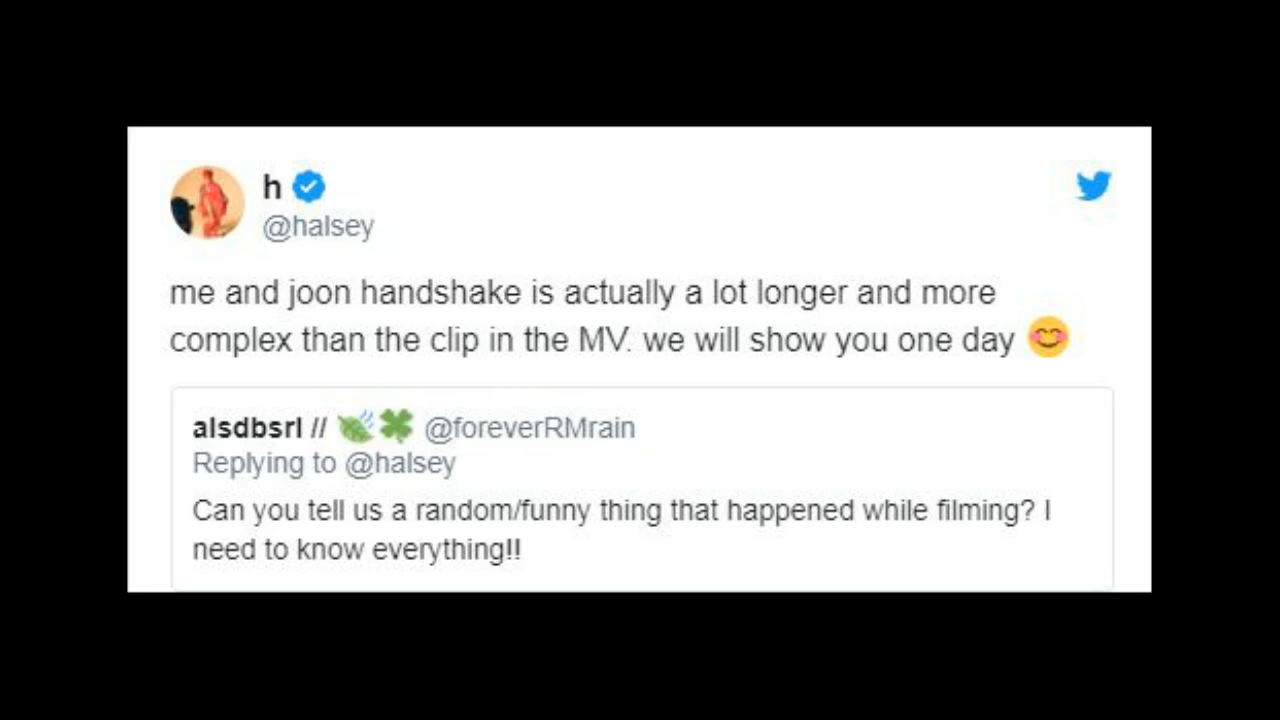 h
@halsey
me and joon handshake is actually a lot longer and more
complex than the clip in the MV. we will show you one day 😊
alsdbsrl // 🍃🍀 @foreverRMrain
Replying to @halsey
Can you tell us a random/funny thing that happened while filming? I
need to know everything!!